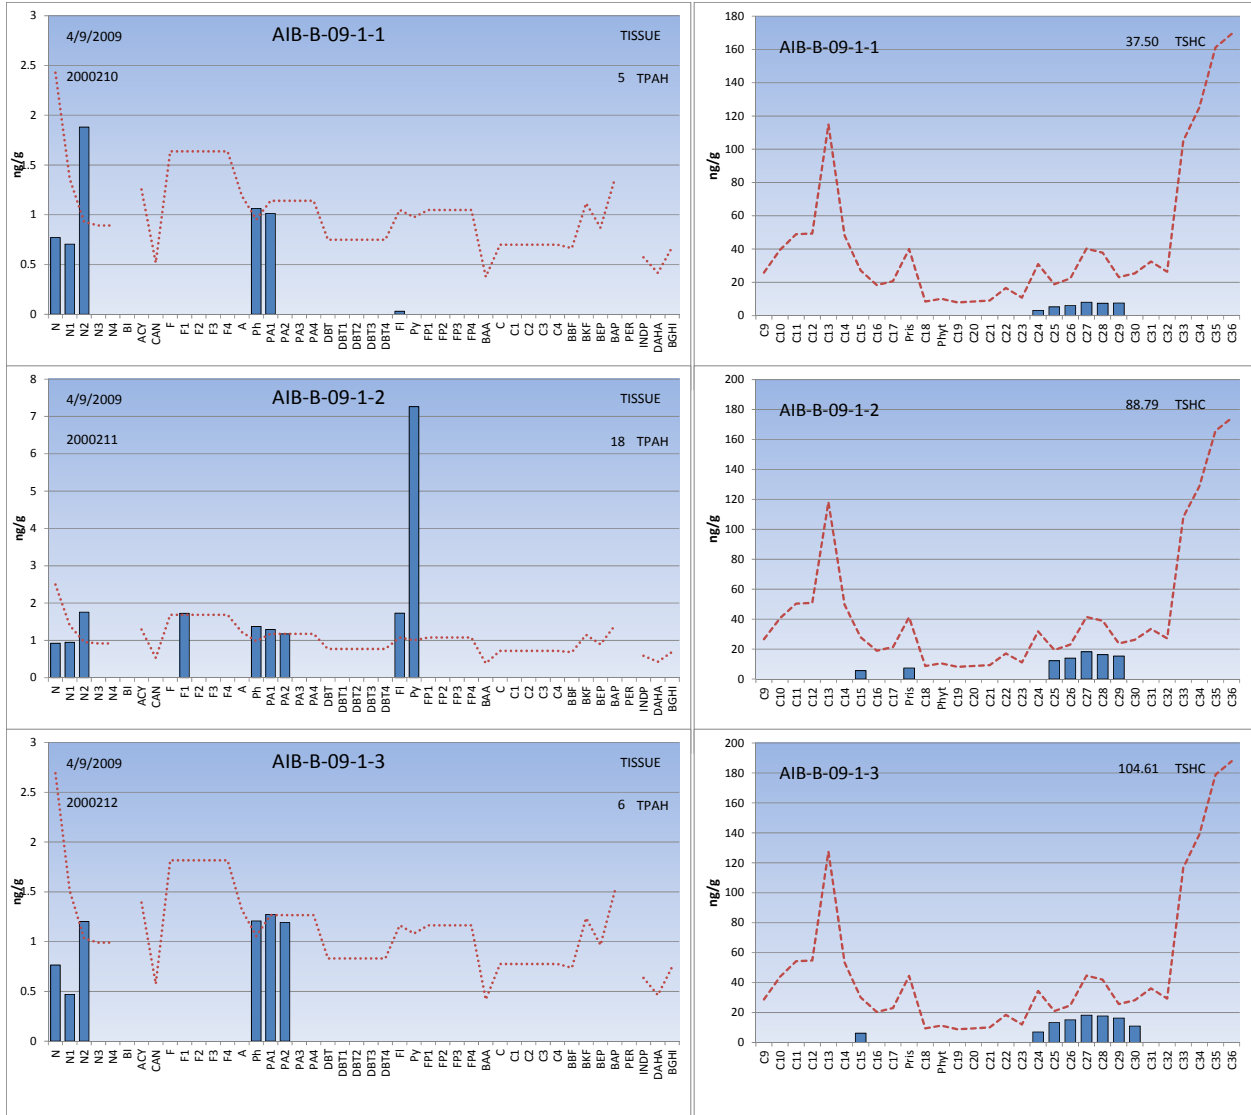 AIB-B-09-1-1
4/9/2009
TISSUE
2000210
5 TPAH
ng/g
3
2.5
2
1.5
1
0.5
0
N N1 N2 N3 N4 BI ACY CAN F F1 F2 F3 F4 A Ph PA1 PA2 PA3 PA4 DBT DBT1 DBT2 DBT3 DBT4 Fl Py FP1 FP2 FP3 FP4 BAA C C1 C2 C3 C4 BBF BKF BEP BAP PER INDP DAHA BGHI
AIB-B-09-1-1
37.50 TSHC
ng/g
180
160
140
120
100
80
60
40
20
0
C9 C10 C11 C12 C13 C14 C15 C16 C17 Pris C18 Phyt C19 C20 C21 C22 C23 C24 C25 C26 C27 C28 C29 C30 C31 C32 C33 C34 C35 C36
AIB-B-09-1-2
4/9/2009
TISSUE
2000211
18 TPAH
ng/g
8
7
6
5
4
3
2
1
0
N N1 N2 N3 N4 BI ACY CAN F F1 F2 F3 F4 A Ph PA1 PA2 PA3 PA4 DBT DBT1 DBT2 DBT3 DBT4 Fl Py FP1 FP2 FP3 FP4 BAA C C1 C2 C3 C4 BBF BKF BEP BAP PER INDP DAHA BGHI
AIB-B-09-1-2
88.79 TSHC
ng/g
200
180
160
140
120
100
80
60
40
20
0
C9 C10 C11 C12 C13 C14 C15 C16 C17 Pris C18 Phyt C19 C20 C21 C22 C23 C24 C25 C26 C27 C28 C29 C30 C31 C32 C33 C34 C35 C36
AIB-B-09-1-3
4/9/2009
TISSUE
2000212
6 TPAH
ng/g
3
2.5
2
1.5
1
0.5
0
N N1 N2 N3 N4 BI ACY CAN F F1 F2 F3 F4 A Ph PA1 PA2 PA3 PA4 DBT DBT1 DBT2 DBT3 DBT4 Fl Py FP1 FP2 FP3 FP4 BAA C C1 C2 C3 C4 BBF BKF BEP BAP PER INDP DAHA BGHI
AIB-B-09-1-3
104.61 TSHC
ng/g
200
180
160
140
120
100
80
60
40
20
0
C9 C10 C11 C12 C13 C14 C15 C16 C17 Pris C18 Phyt C19 C20 C21 C22 C23 C24 C25 C26 C27 C28 C29 C30 C31 C32 C33 C34 C35 C36